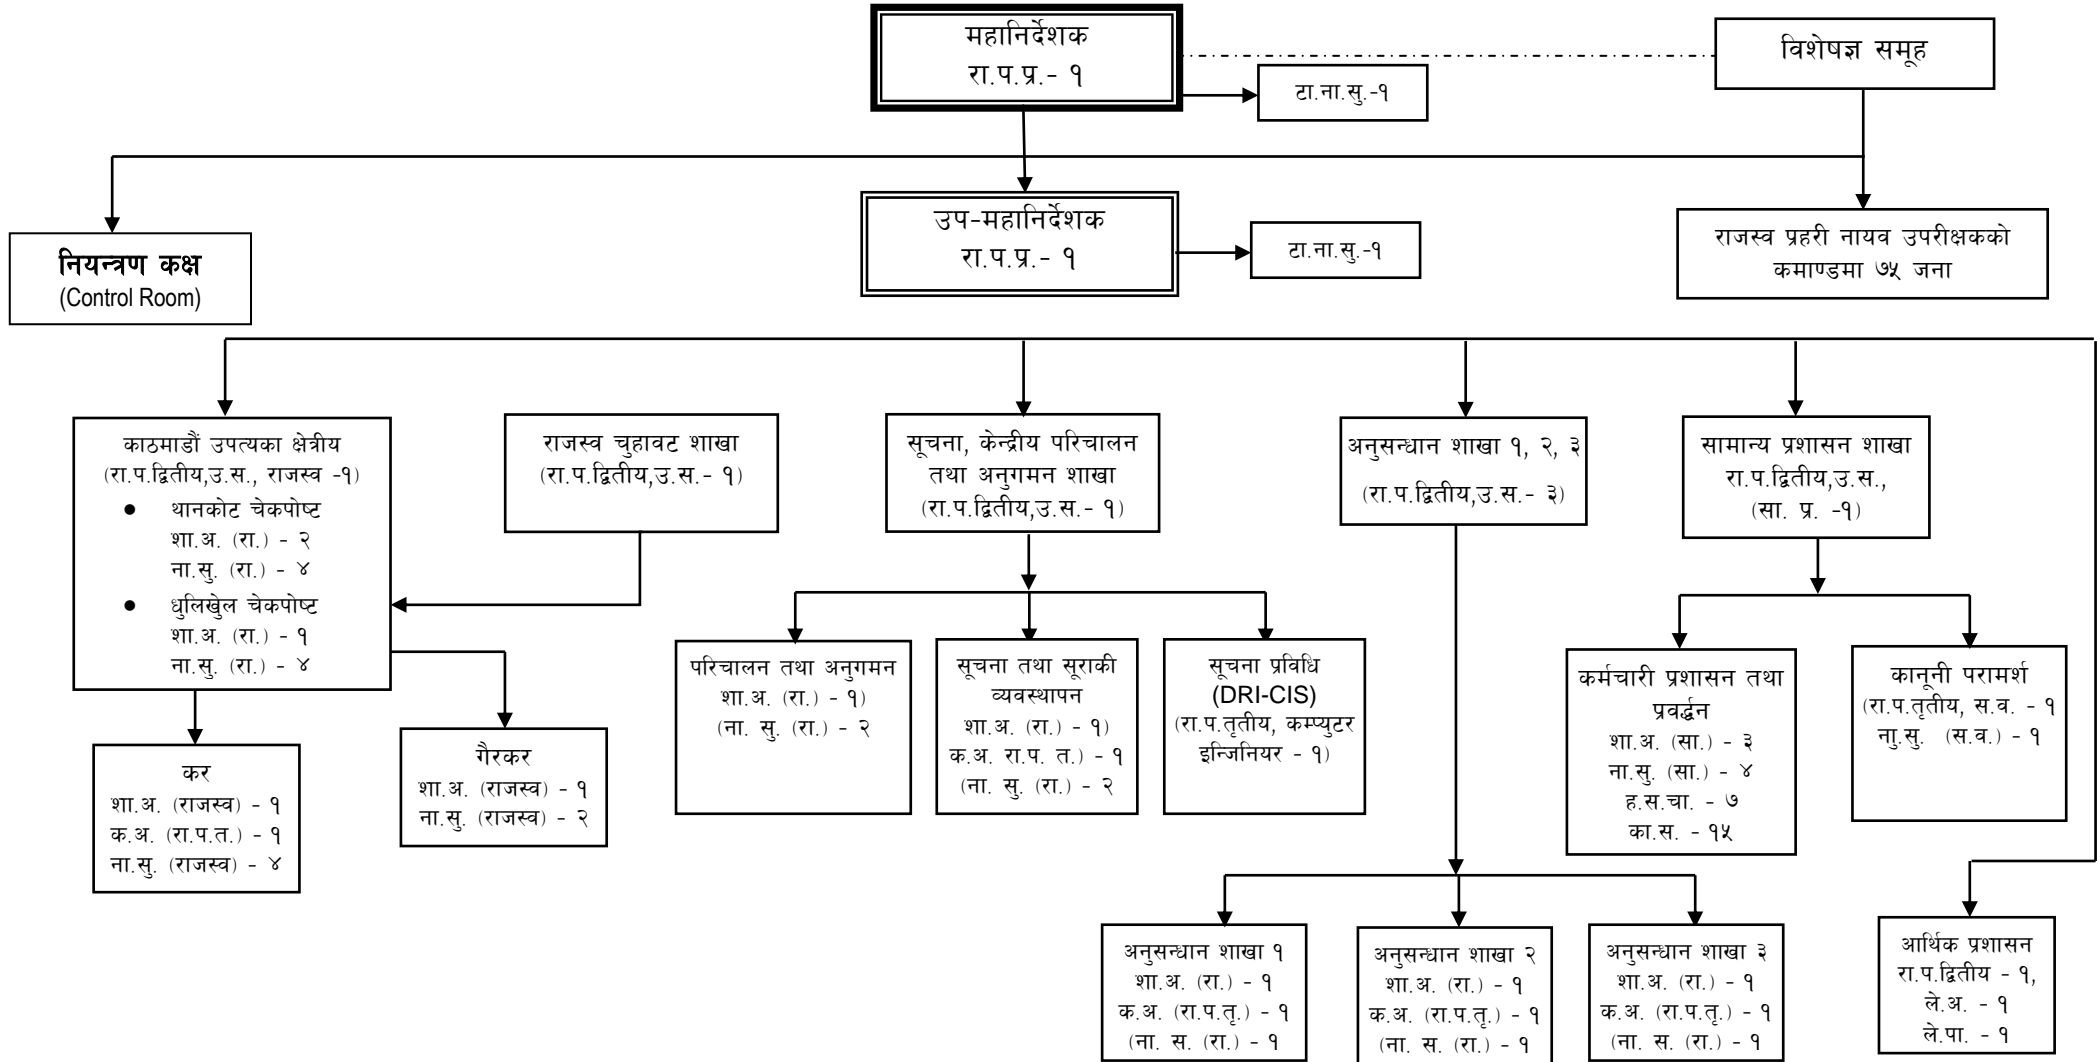 महानिर्देशक
रा.प.प्र.- १
विशेषज्ञ समूह
टा.ना.सु.-१
उप-महानिर्देशक
रा.प.प्र.- १
टा.ना.सु.-१
राजस्व प्रहरी नायव उपरीक्षकको
कमाण्डमा ७५ जना
नियन्त्रण कक्ष
(Control Room)
काठमाडौं उपत्यका क्षेत्रीय
(रा.प.द्वितीय,उ.स., राजस्व -१)
• थानकोट चेकपोष्ट
शा.अ. (रा.) - २
ना.सु. (रा.) - ४
• धुलिखेुल चेकपोष्ट
शा.अ. (रा.) - १
ना.सु. (रा.) - ४
राजस्व चुहावट शाखा
(रा.प.द्वितीय,उ.स.- १)
सूचना, केन्द्रीय परिचालन
तथा अनुगमन शाखा
(रा.प.द्वितीय,उ.स.- १)
अनुसन्धान शाखा १, २, ३
(रा.प.द्वितीय,उ.स.- ३)
सामान्य प्रशासन शाखा
रा.प.द्वितीय,उ.स.,
(सा. प्र. -१)
कर
शा.अ. (राजस्व) - १
क.अ. (रा.प.त.) - १
ना.सु. (राजस्व) - ४
गैरकर
शा.अ. (राजस्व) - १
ना.सु. (राजस्व) - २
परिचालन तथा अनुगमन
शा.अ. (रा.) - १)
(ना. सु. (रा.) - २
सूचना तथा सूराकी
व्यवस्थापन
शा.अ. (रा.) - १)
क.अ. रा.प. त.) - १
(ना. सु. (रा.) - २
सूचना प्रविधि
(DRI-CIS)
(रा.प.तृतीय, कम्प्युटर
इन्जिनियर - १)
कर्मचारी प्रशासन तथा
प्रवर्द्धन
शा.अ. (सा.) - ३
ना.सु. (सा.) - ४
ह.स.चा. - ७
का.स. - १५
कानूनी परामर्श
(रा.प.तृतीय, स.व. - १
नाु.सु. (स.व.) - १
अनुसन्धान शाखा १
शा.अ. (रा.) - १
क.अ. (रा.प.तृ.) - १
(ना. स. (रा.) - १
अनुसन्धान शाखा २
शा.अ. (रा.) - १
क.अ. (रा.प.तृ.) - १
(ना. स. (रा.) - १
अनुसन्धान शाखा ३
शा.अ. (रा.) - १
क.अ. (रा.प.तृ.) - १
(ना. स. (रा.) - १
आर्थिक प्रशासन
रा.प.द्वितीय - १,
ले.अ. - १
ले.पा. - १